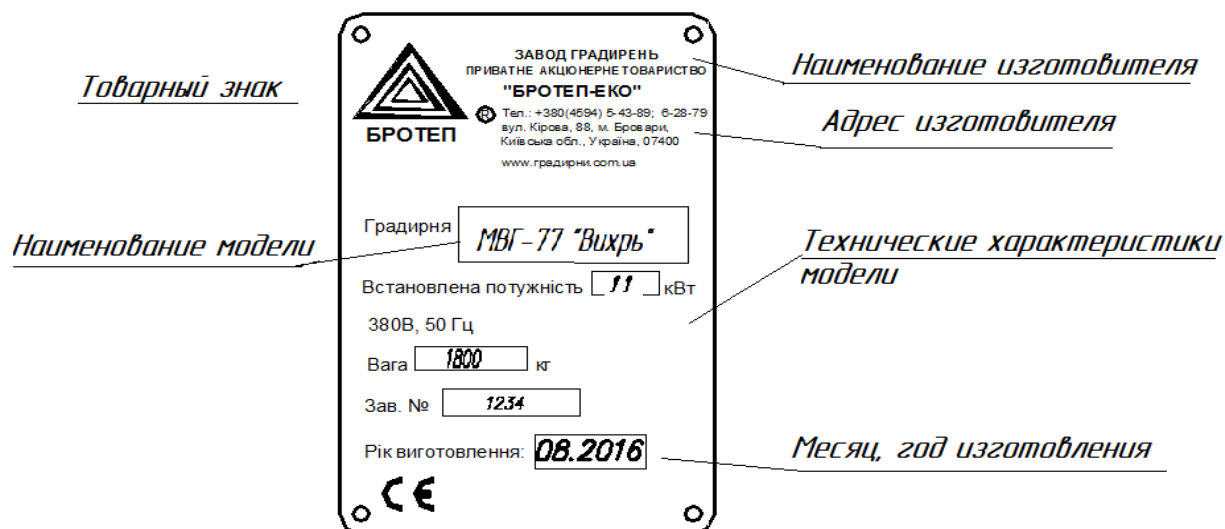 Товарный знак
БРОТЕП
®
ЗАВОД ГРАДИРЕНЬ
ПРИВАТНЕ АКЦІОНЕРНЕ ТОВАРИСТВО
"БРОТЕП-ЕКО"
Тел.: +380(4594) 5-43-89; 6-28-79
вул. Кірова, 88, м. Бровари,
Київська обл., Україна, 07400
www.градирни.com.ua
Наименование изготовителя
Адрес изготовителя
Наименование модели
Градирня МВГ-77 "Вихрь"
Встановлена потужність 11 кВт
380В, 50 Гц
Вага 1800 кг
Зав. № 1234
Рік виготовлення: 08.2016
CE
Технические характеристики
модели
Месяц, год изготовления